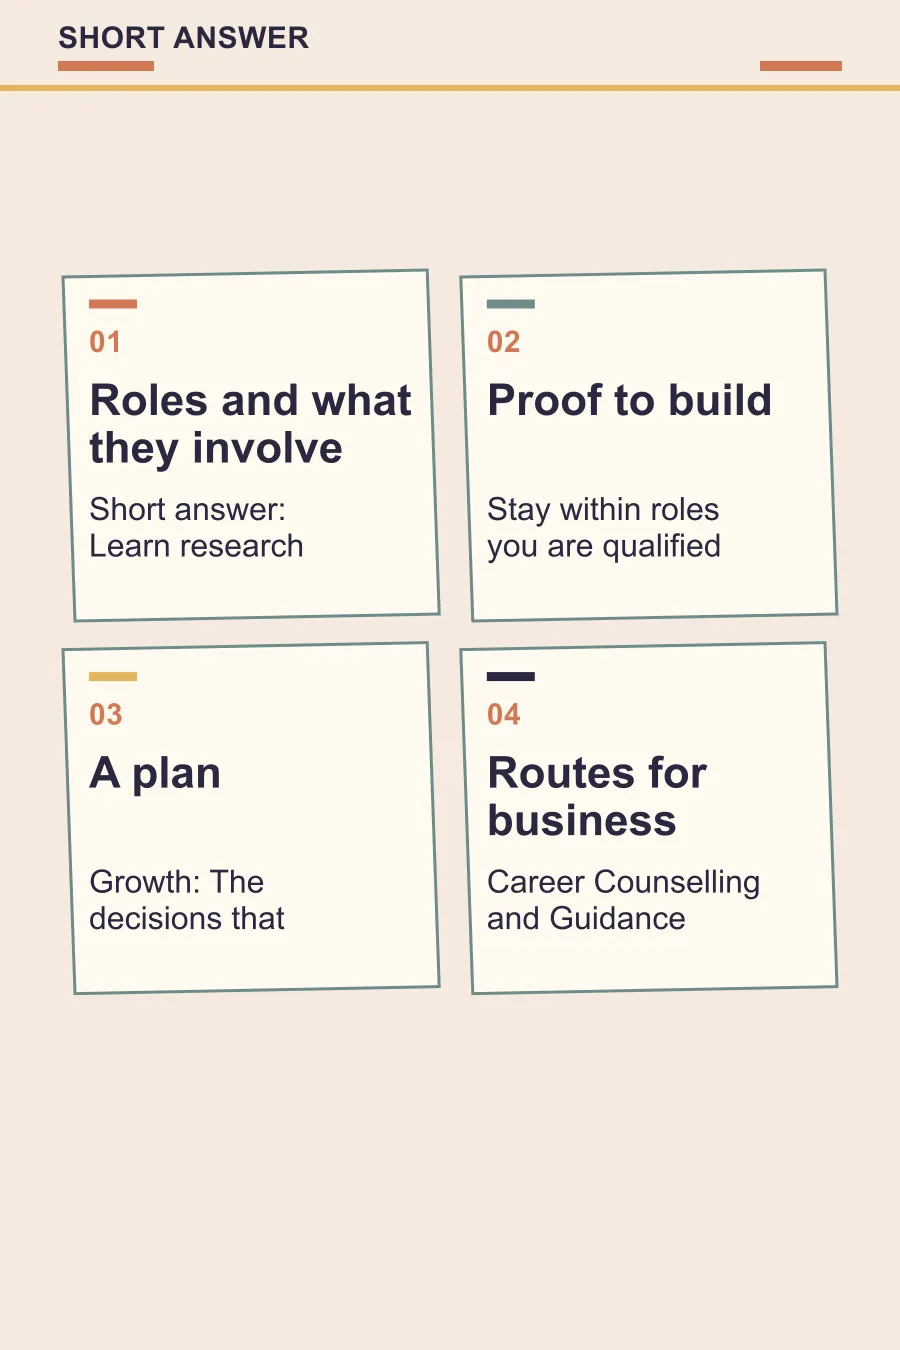 SHORT ANSWER
01
Roles and what
they involve
Short answer:
Learn research
02
Proof to build
Stay within roles
you are qualified
03
A plan
Growth: The
decisions that
04
Routes for
business
Career Counselling
and Guidance